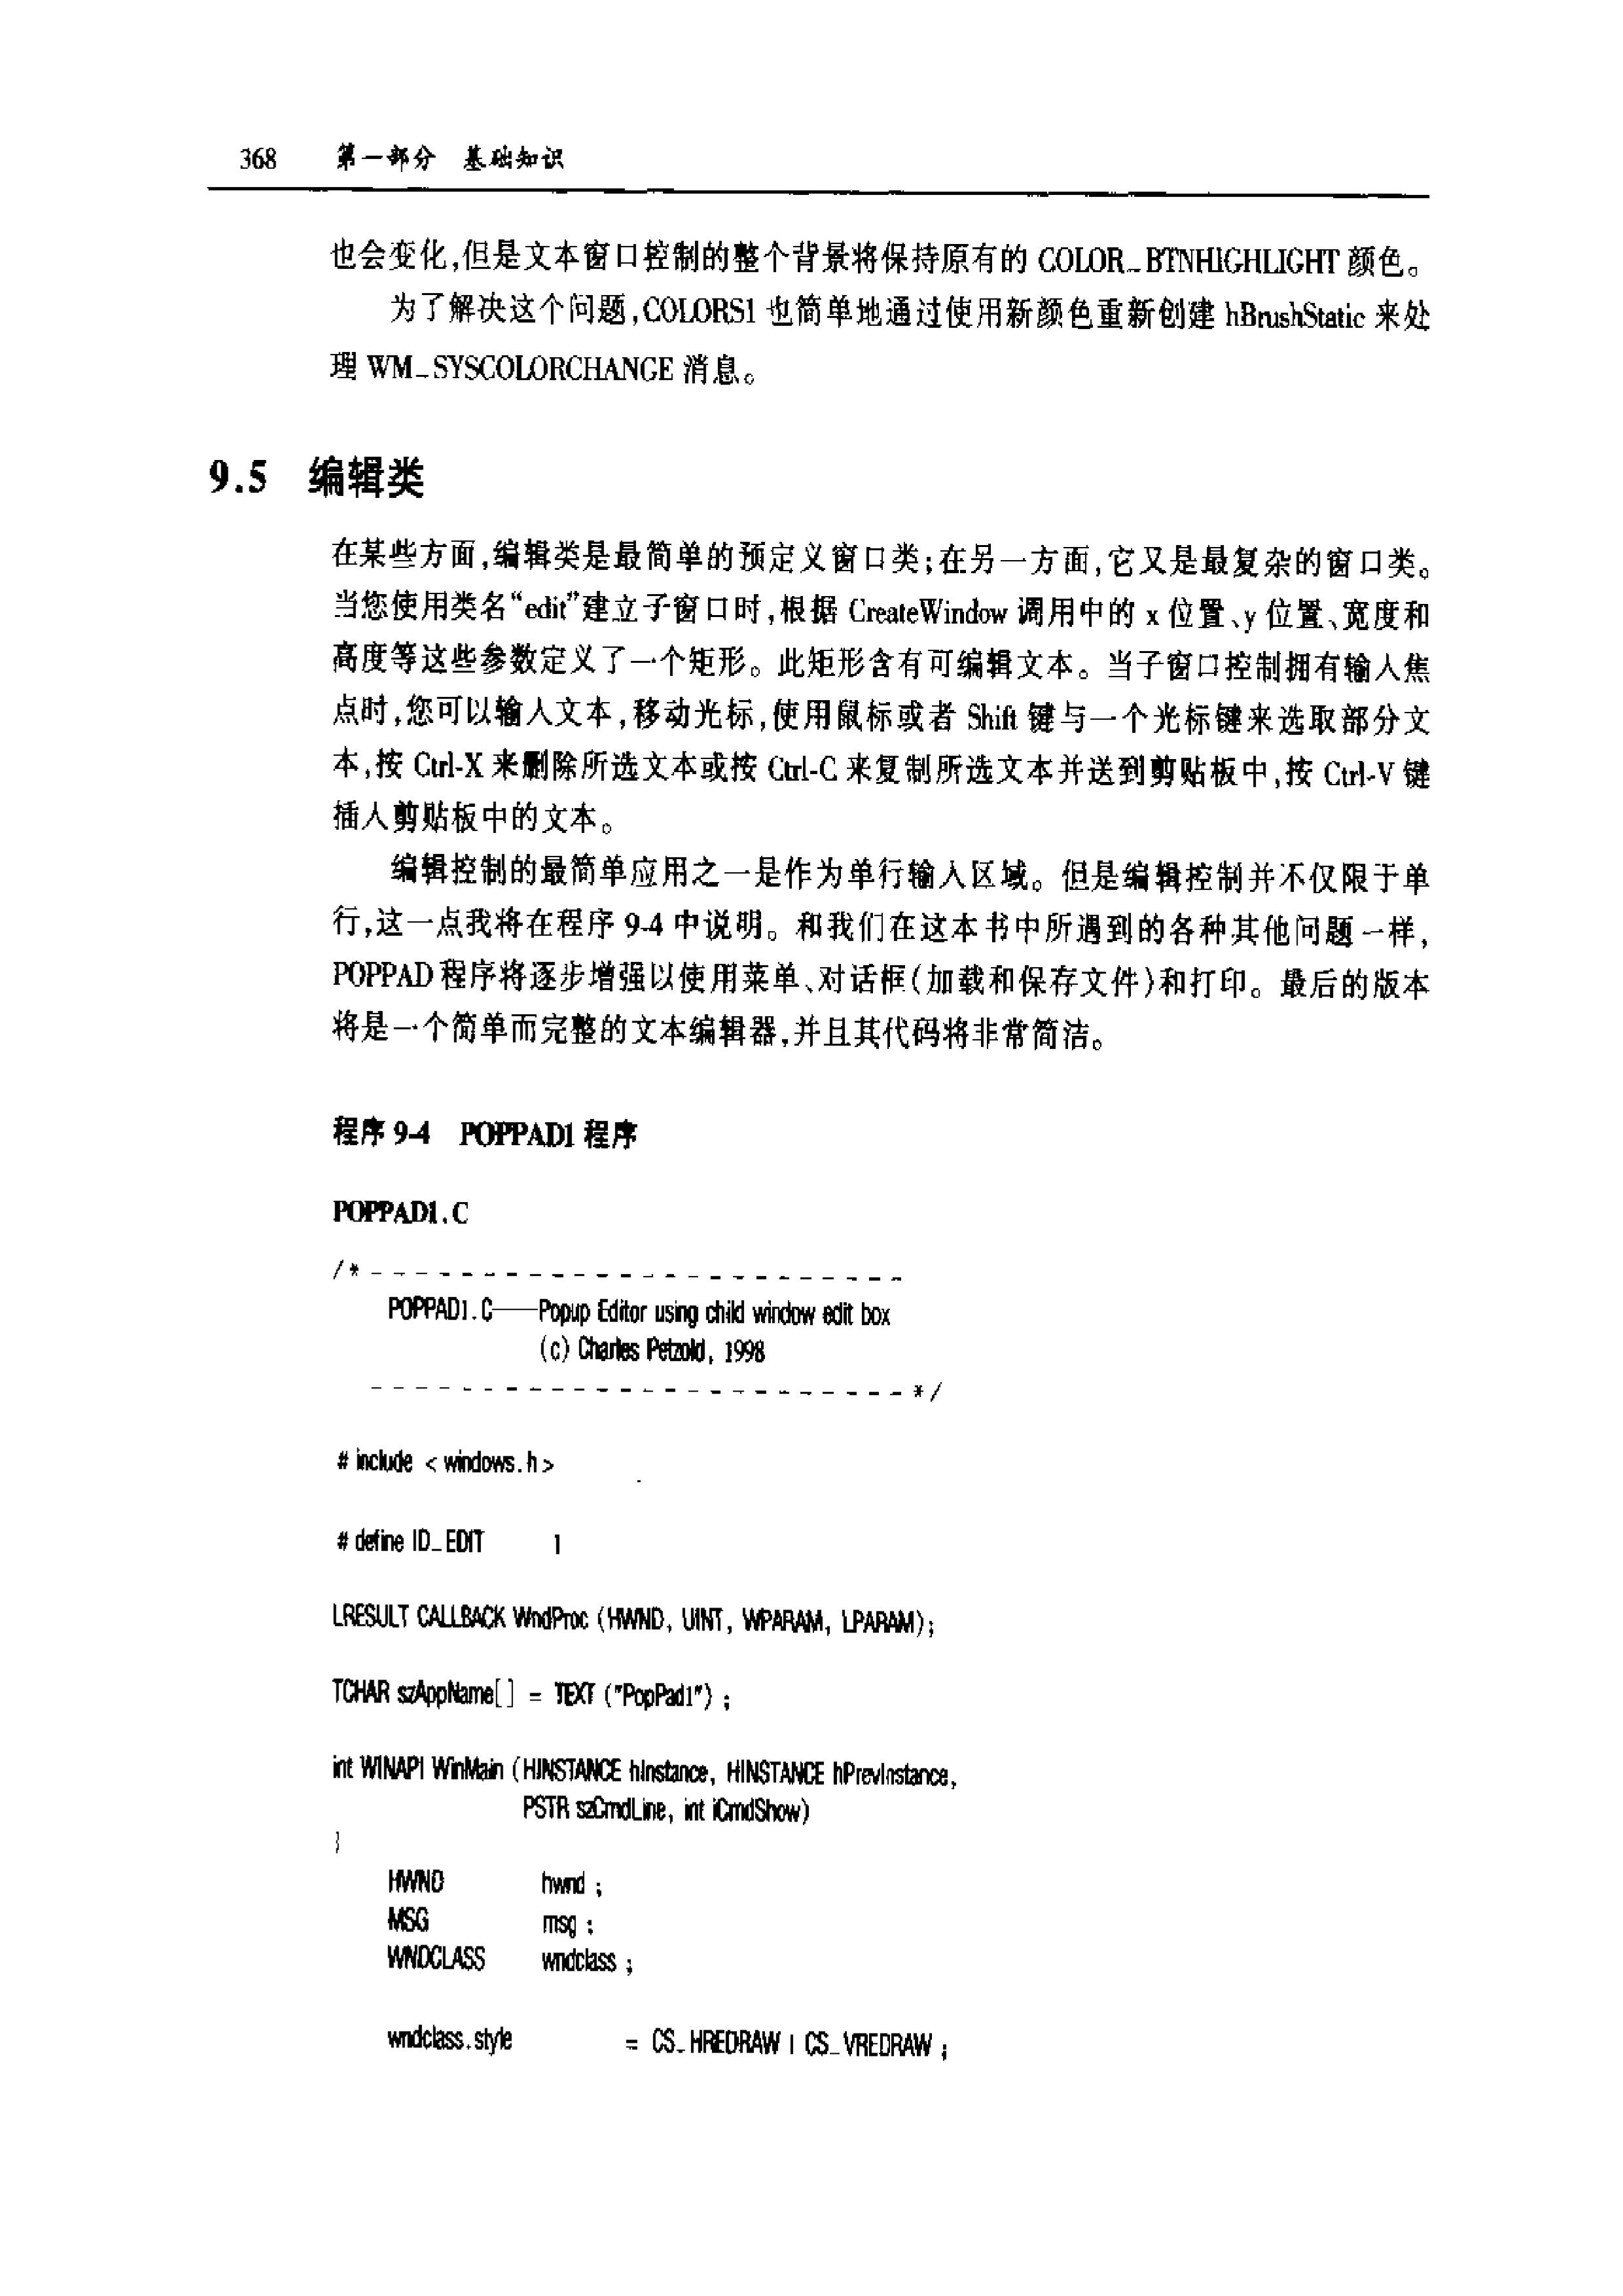 368 第一部分 基础知识
也会变化,但是文本窗口控制的整个背景将保持原有的 COLOR_BTNHIGHLIGHT 颜色。
为了解决这个问题,COLORS1 也简单地通过使用新颜色重新创建 hBrushStatic 来处
理 WM_SYSCOLORCHANGE 消息。
9.5 编辑类
在某些方面,编辑类是最简单的预定义窗口类;在另一方面,它又是最复杂的窗口类。
当您使用类名“edit”建立子窗口时,根据 CreateWindow 调用中的 x 位置、y 位置、宽度和
高度等这些参数定义了一个矩形。此矩形含有可编辑文本。当子窗口控制拥有输入焦
点时,您可以输入文本,移动光标,使用鼠标或者 Shift 键与一个光标键来选取部分文
本,按 Ctrl-X 来删除所选文本或按 Ctrl-C 来复制所选文本并送到剪贴板中,按 Ctrl-V 键
插入剪贴板中的文本。
编辑控制的最简单应用之一是作为单行输入区域。但是编辑控制并不仅限于单
行,这一点我将在程序 9-4 中说明。和我们在这本书中所遇到的各种其他问题一样,
POPPAD 程序将逐步增强以使用菜单、对话框(加载和保存文件)和打印。最后的版本
将是一个简单而完整的文本编辑器,并且其代码将非常简洁。
程序 9-4 POPPAD1 程序
POPPAD1.C
/* - - - - - - - - - - - - - - - - - - - - - - - -
POPPAD1.C——Popup Editor using child window edit box
(c) Charles Petzold, 1998
- - - - - - - - - - - - - - - - - - - - - - - - */
# include < windows.h >
# define ID_EDIT 1
LRESULT CALLBACK WndProc (HWND, UINT, WPARAM, LPARAM);
TCHAR szAppName[ ] = TEXT ("PopPad1") ;
int WINAPI WinMain (HINSTANCE hInstance, HINSTANCE hPrevInstance,
PSTR szCmdLine, int iCmdShow)
{
HWND hwnd ;
MSG msg ;
WNDCLASS wndclass ;
wndclass.style = CS_HREDRAW | CS_VREDRAW ;